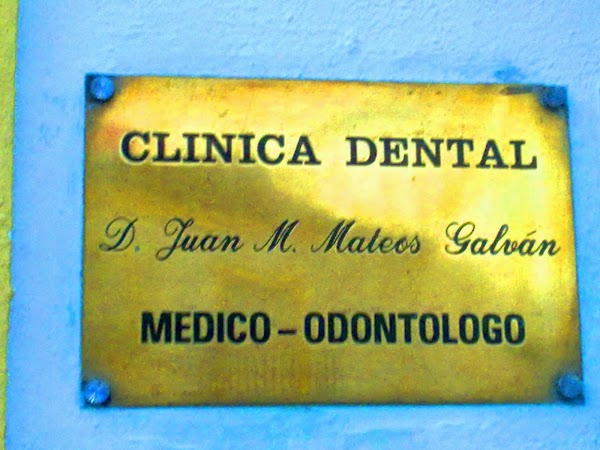 CLINICA DENTAL
D. Juan M. Mateos Galván
MEDICO - ODONTOLOGO